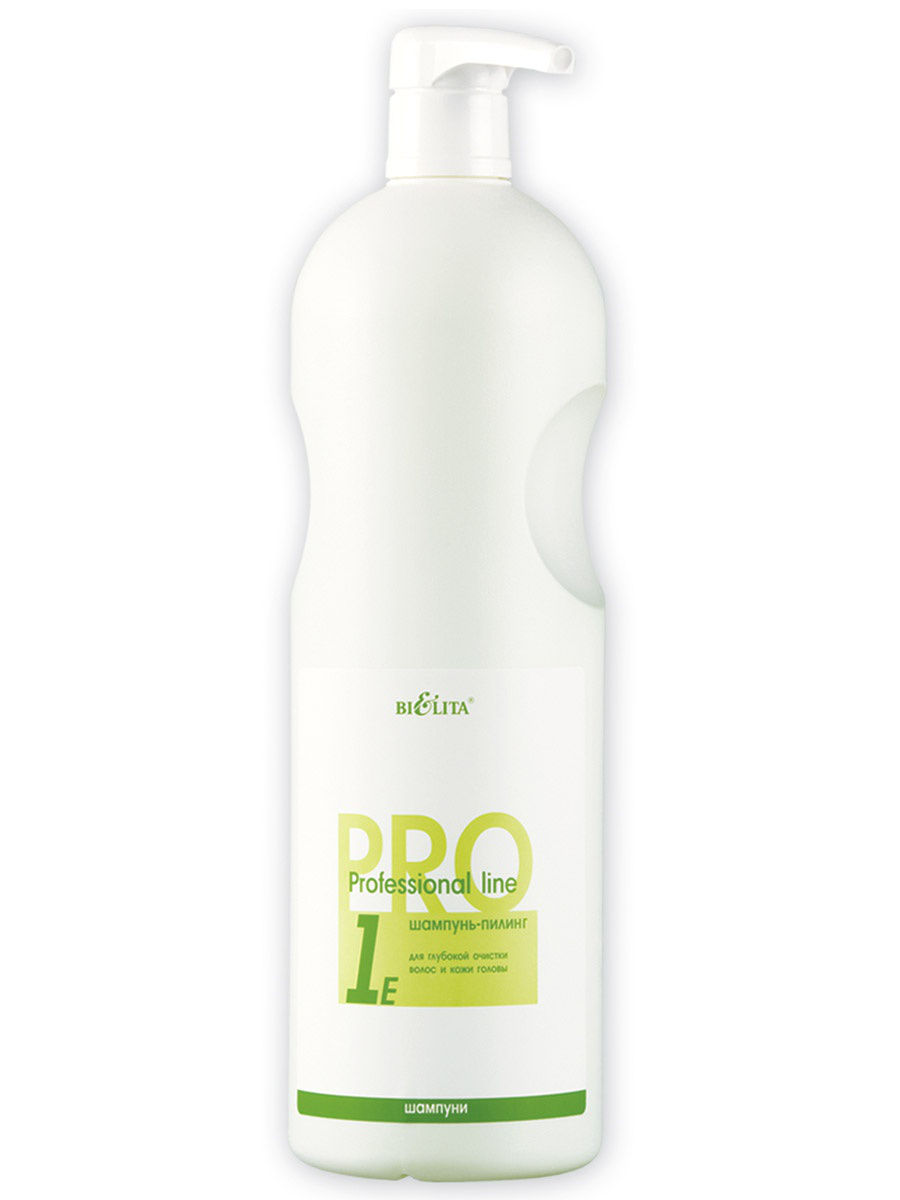 BIELITA®
PRO
Professional line
1E
шампунь-пилинг
для глубокой очистки
волос и кожи головы
шампуни